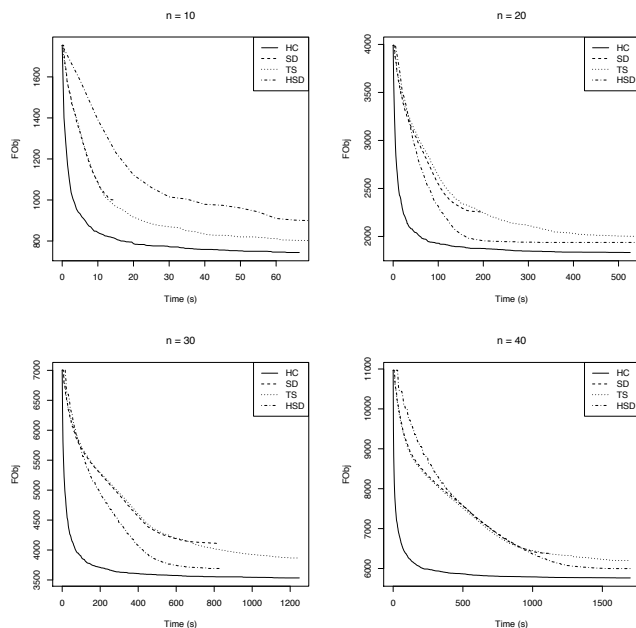 n = 10
HC
SD
TS
HSD
FObj
800 1000 1200 1400 1600
0 10 20 30 40 50 60
Time (s)
n = 20
HC
SD
TS
HSD
FObj
2000 2500 3000 3500 4000
0 100 200 300 400 500
Time (s)
n = 30
HC
SD
TS
HSD
FObj
3500 4000 4500 5000 5500 6000 6500 7000
0 200 400 600 800 1000 1200
Time (s)
n = 40
HC
SD
TS
HSD
FObj
6000 7000 8000 9000 10000 11000
0 500 1000 1500
Time (s)